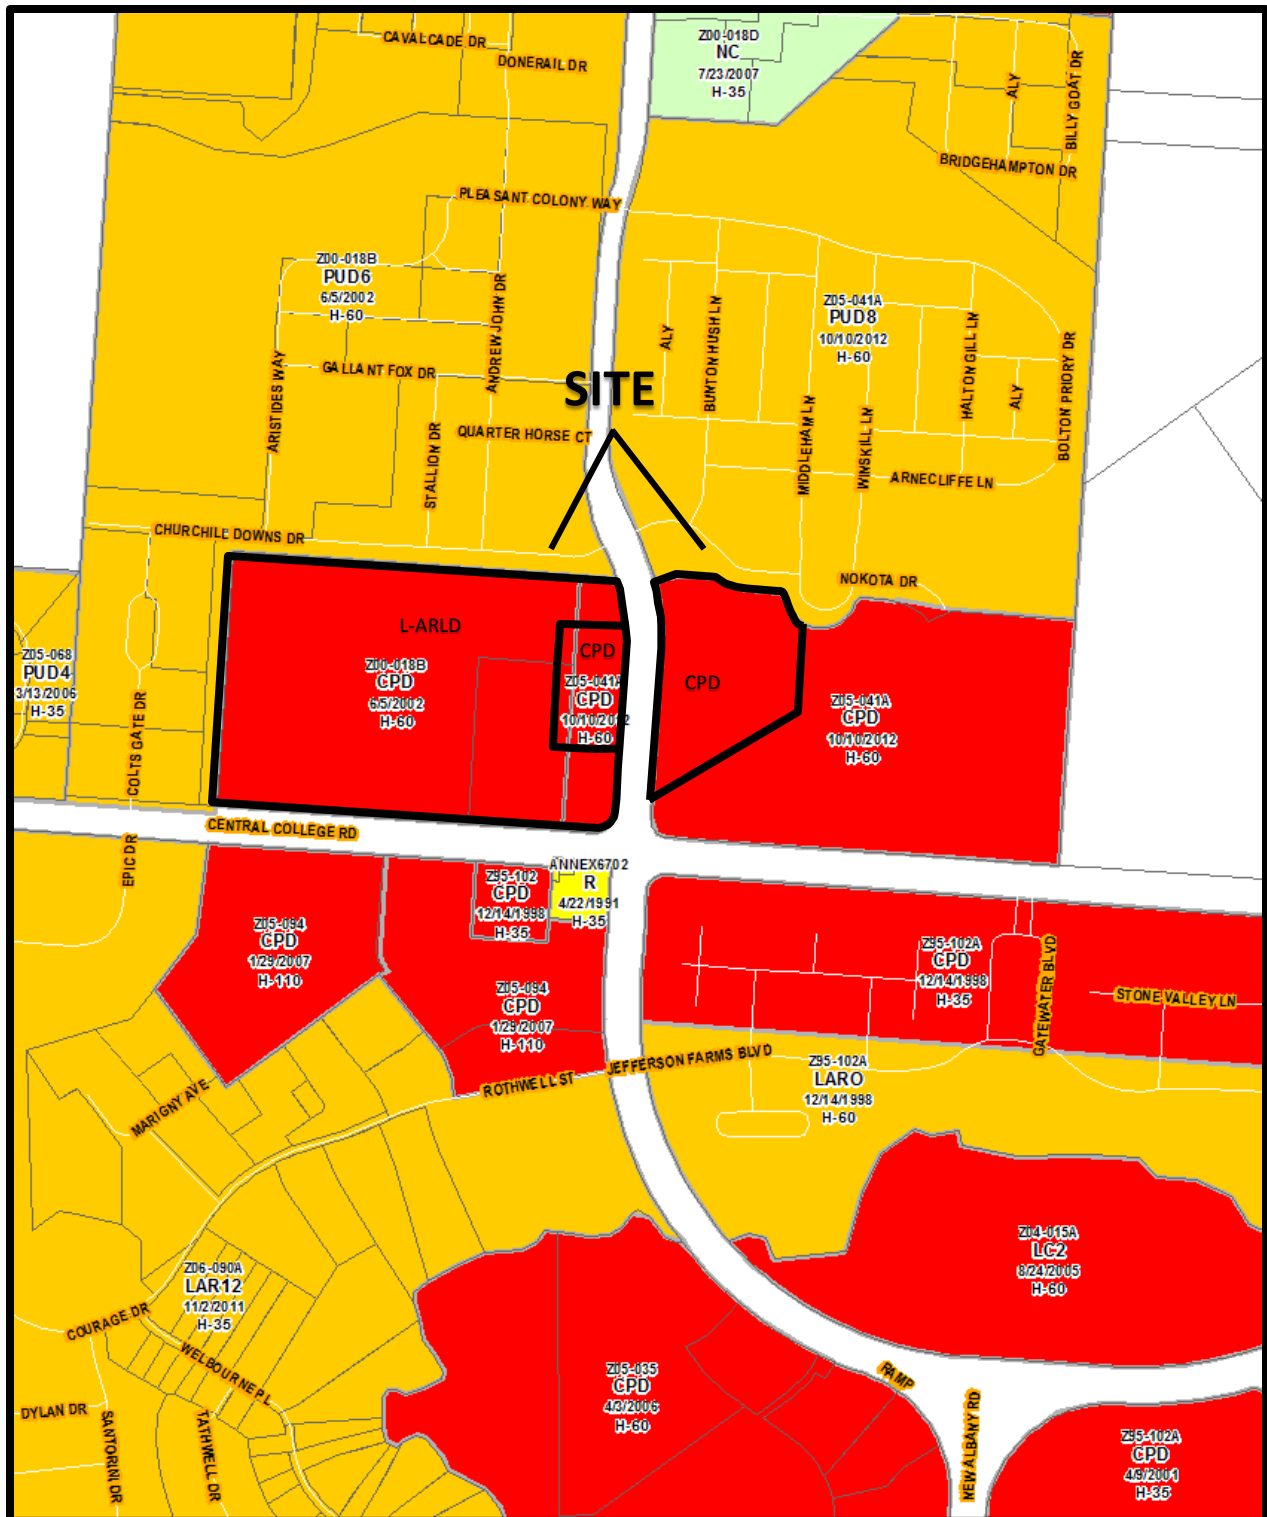 CAVALCADE DR
DONERAIL DR
Z00-018D
NC
7/23/2007
H-35
ALY
BILLY GOAT DR
BRIDGEHAMPTON DR
PLEASANT COLONY WAY
Z00-018B
PUD6
6/5/2002
H-60
ANDREW JOHN DR
GALLANT FOX DR
ARISTIDES WAY
STALLION DR
QUARTER HORSE CT
SITE
ALY
BUNTON HUSH LN
Z05-041A
PUD8
10/10/2012
H-60
MIDDLEHAM LN
WINSKILL LN
HALTON GILL LN
ALY
BOLTON PRIORY DR
ARNECLIFFE LN
CHURCHILL DOWNS DR
NOKOTA DR
L-ARLD
Z00-018B
CPD
6/5/2002
H-60
CPD
Z05-041A
CPD
10/10/2012
H-60
CPD
Z05-041A
CPD
10/10/2012
H-60
Z05-068
PUD4
3/13/2006
H-35
COLTS GATE DR
CENTRAL COLLEGE RD
EPIC DR
ANNEX6702
R
4/22/1991
H-35
Z95-102
CPD
12/14/1998
H-35
Z05-094
CPD
1/29/2007
H-110
Z05-094
CPD
1/29/2007
H-110
Z95-102A
CPD
12/14/1998
H-35
GATEWATER BLVD
STONE VALLEY LN
JEFFERSON FARMS BLVD
ROTHWELL ST
MARIGNY AVE
Z95-102A
LARO
12/14/1998
H-60
Z04-015A
LC2
8/24/2005
H-60
Z06-090A
LAR12
11/2/2011
H-35
COURAGE DR
WELBOURNE PL
DYLAN DR
SANTORINI DR
TATHWELL DR
Z05-035
CPD
4/3/2006
H-60
RAMP
NEW ALBANY RD
Z95-102A
CPD
4/9/2001
H-35